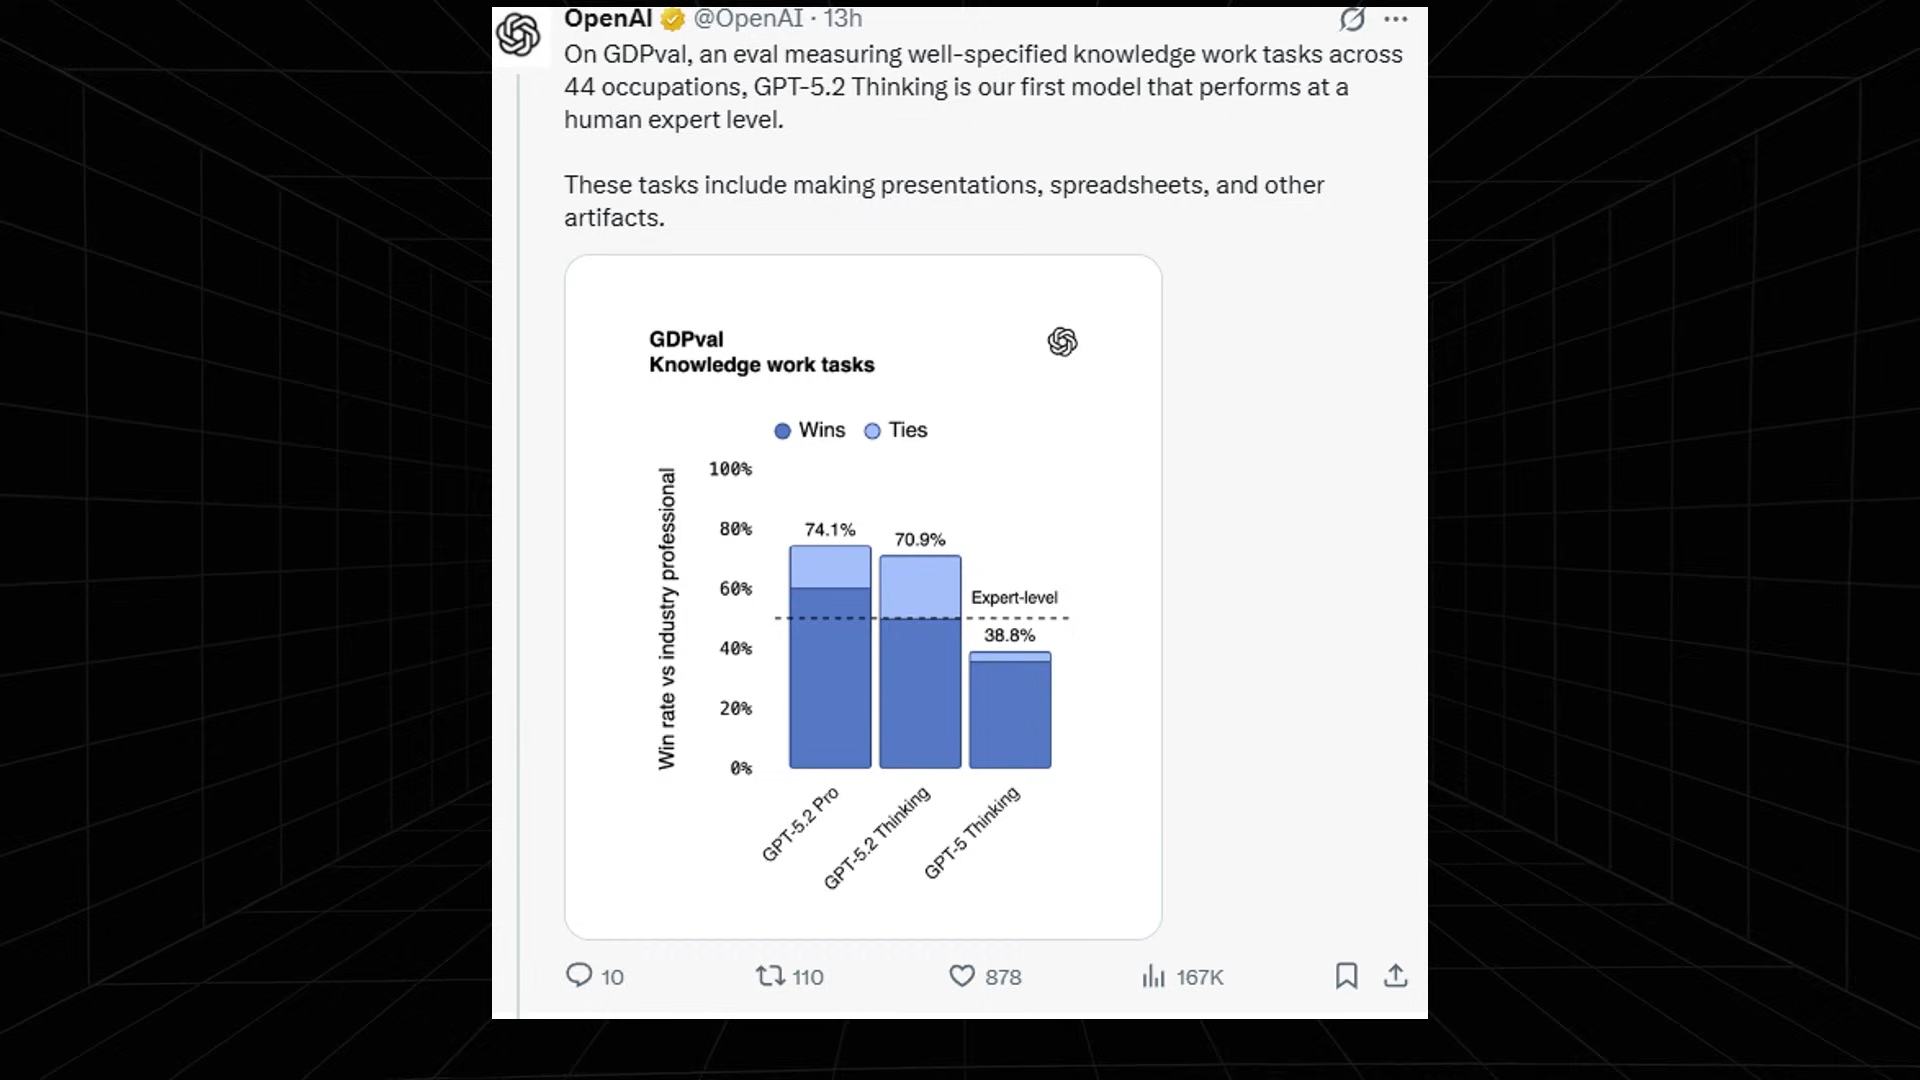 OpenAI @OpenAI · 13h
On GDPval, an eval measuring well-specified knowledge work tasks across
44 occupations, GPT-5.2 Thinking is our first model that performs at a
human expert level.
These tasks include making presentations, spreadsheets, and other
artifacts.
GDPval
Knowledge work tasks
Wins Ties
Win rate vs industry professional
100%
80%
60%
40%
20%
0%
74.1%
70.9%
Expert-level
38.8%
GPT-5.2 Pro
GPT-5.2 Thinking
GPT-5 Thinking
10 110 878 167K